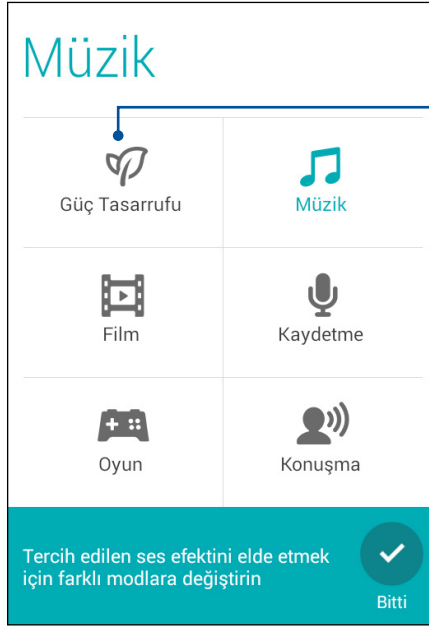 Müzik
Güç Tasarrufu
Müzik
Film
Kaydetme
Oyun
Konuşma
Tercih edilen ses efektini elde etmek
için farklı modlara değiştirin
Bitti